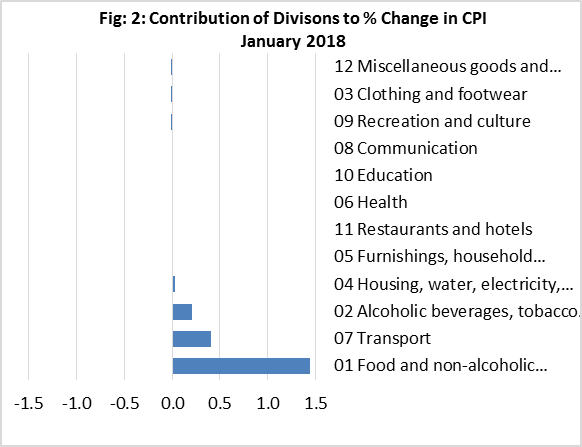 Fig: 2: Contribution of Divisons to % Change in CPI
January 2018
12 Miscellaneous goods and...
03 Clothing and footwear
09 Recreation and culture
08 Communication
10 Education
06 Health
11 Restaurants and hotels
05 Furnishings, household...
04 Housing, water, electricity,...
02 Alcoholic beverages, tobacco...
07 Transport
01 Food and non-alcoholic...
-1.5 -1.0 -0.5 0.0 0.5 1.0 1.5